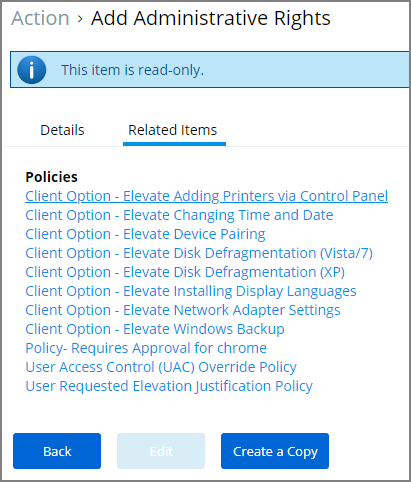 Action › Add Administrative Rights
This item is read-only.
Details Related Items
Policies
Client Option - Elevate Adding Printers via Control Panel
Client Option - Elevate Changing Time and Date
Client Option - Elevate Device Pairing
Client Option - Elevate Disk Defragmentation (Vista/7)
Client Option - Elevate Disk Defragmentation (XP)
Client Option - Elevate Installing Display Languages
Client Option - Elevate Network Adapter Settings
Client Option - Elevate Windows Backup
Policy- Requires Approval for chrome
User Access Control (UAC) Override Policy
User Requested Elevation Justification Policy
Back Edit Create a Copy